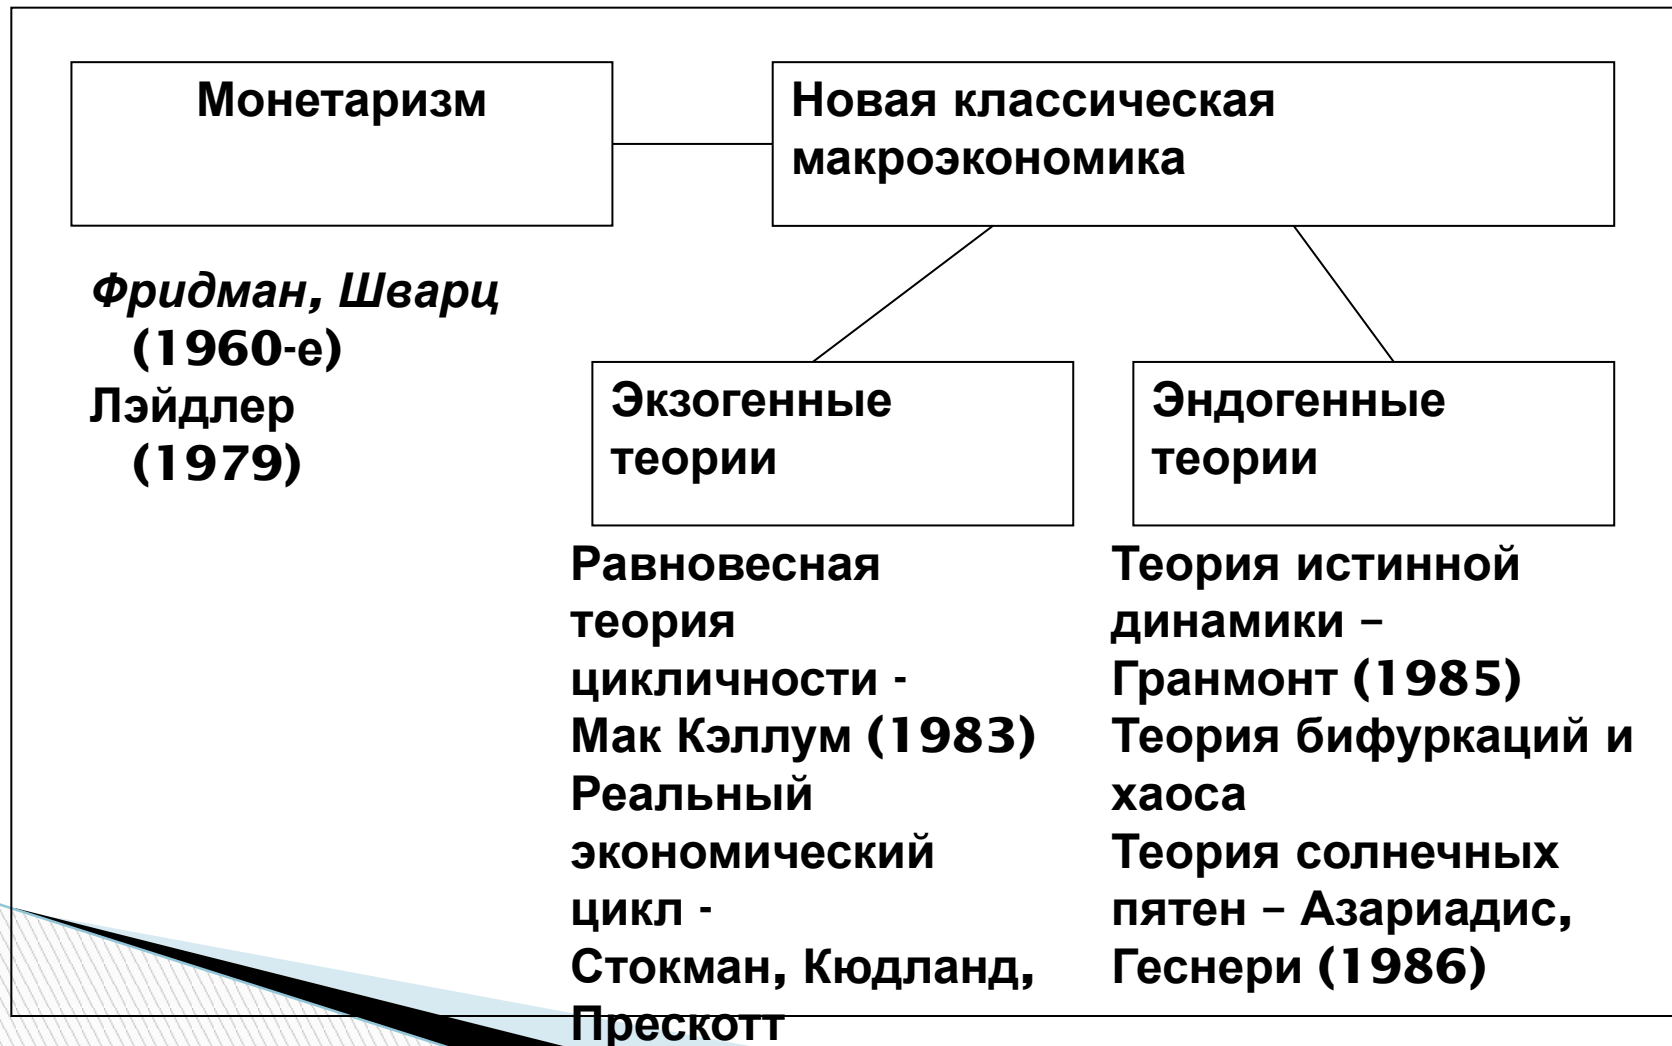 Монетаризм
Новая классическая
макроэкономика
Фридман, Шварц
(1960-е)
Лэйдлер
(1979)
Экзогенные
теории
Эндогенные
теории
Равновесная
теория
цикличности -
Мак Кэллум (1983)
Реальный
экономический
цикл -
Стокман, Кюдланд,
Прескотт
Теория истинной
динамики –
Гранмонт (1985)
Теория бифуркаций и
хаоса
Теория солнечных
пятен – Азариадис,
Геснери (1986)